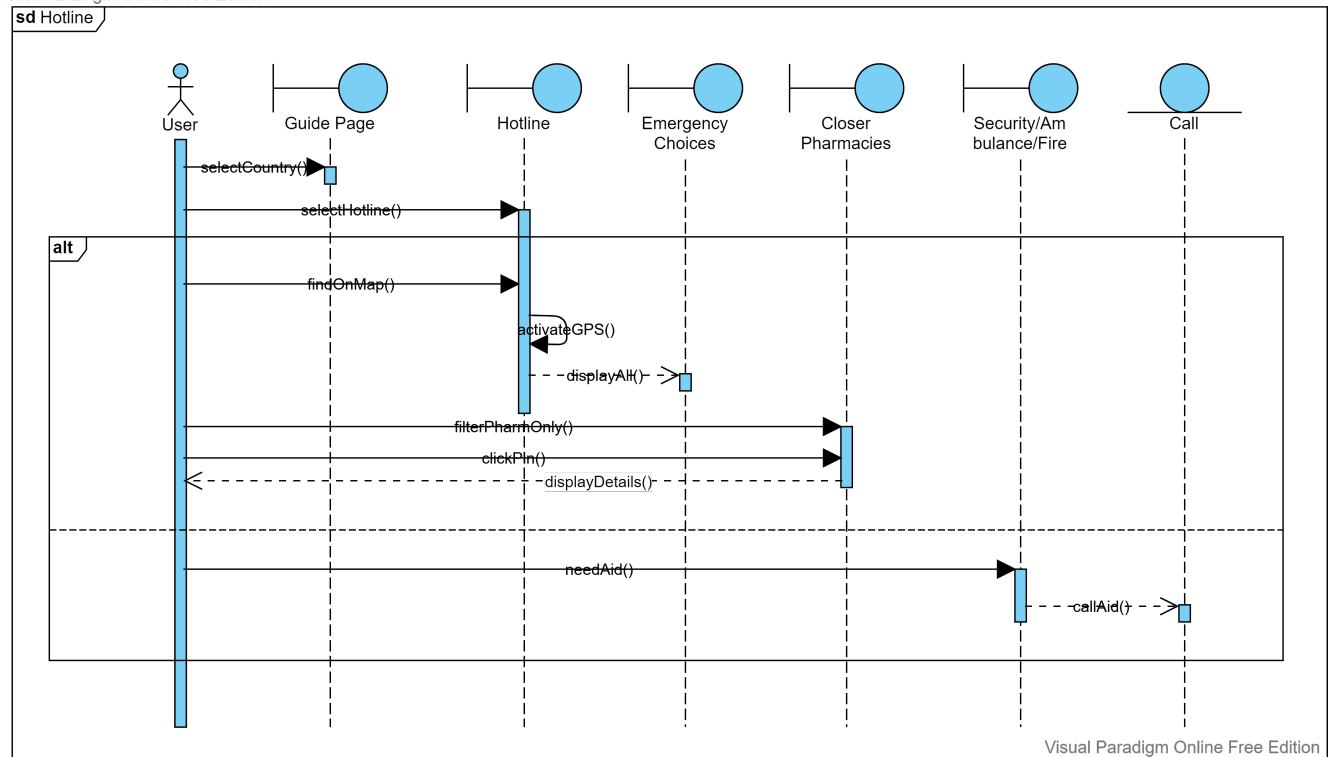 sd Hotline
User
Guide Page
Hotline
Emergency
Choices
Closer
Pharmacies
Security/Am
bulance/Fire
Call
selectCountry()
selectHotline()
alt
findOnMap()
activateGPS()
displayAll()
filterPharmOnly()
clickPin()
displayDetails()
needAid()
callAid()
Visual Paradigm Online Free Edition